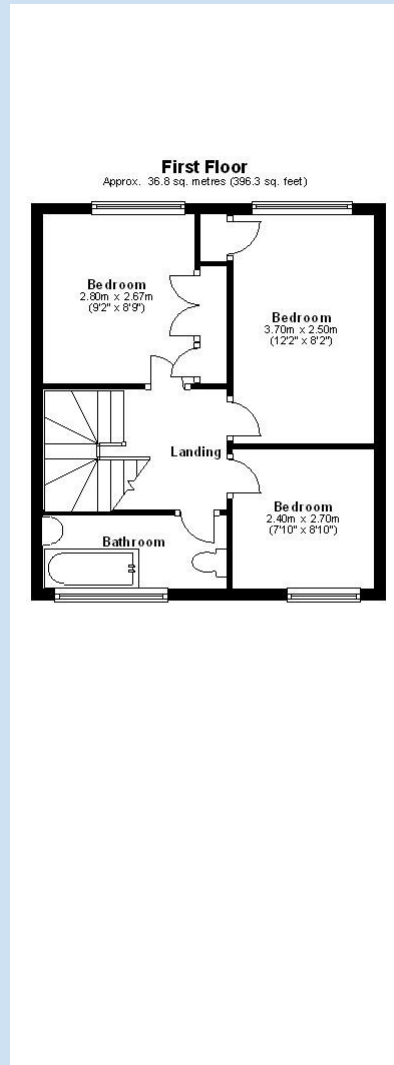 First Floor
Approx. 36.8 sq. metres (396.3 sq. feet)
Bedroom
2.80m x 2.67m
(9'2" x 8'9")
Bedroom
3.70m x 2.50m
(12'2" x 8'2")
Landing
Bedroom
2.40m x 2.70m
(7'10" x 8'10")
Bathroom